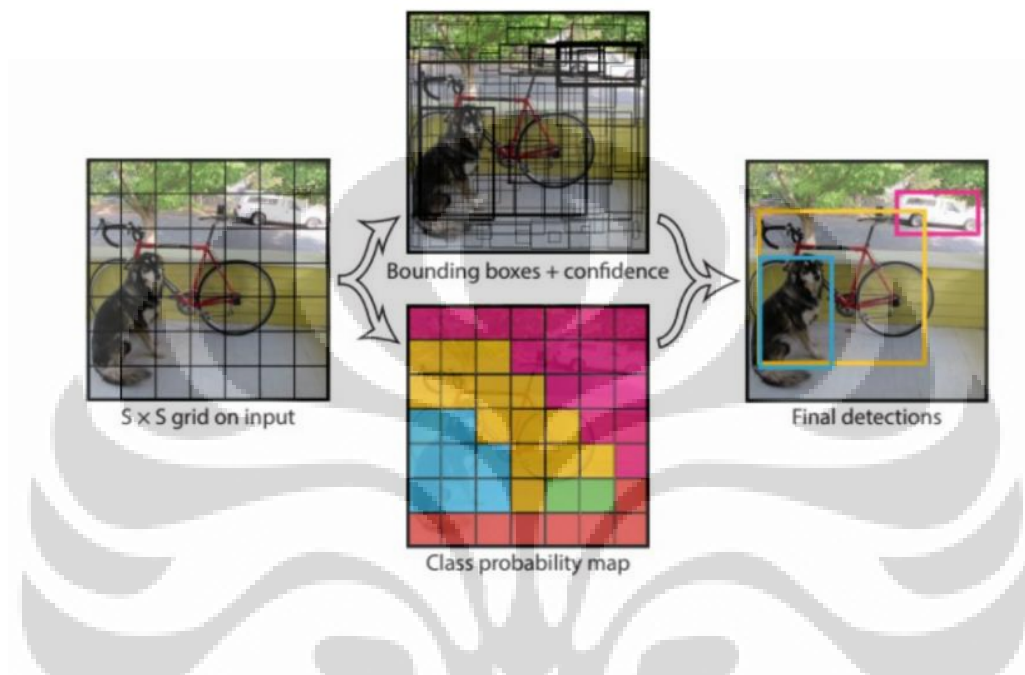 Bounding boxes + confidence
S × S grid on input
Final detections
Class probability map